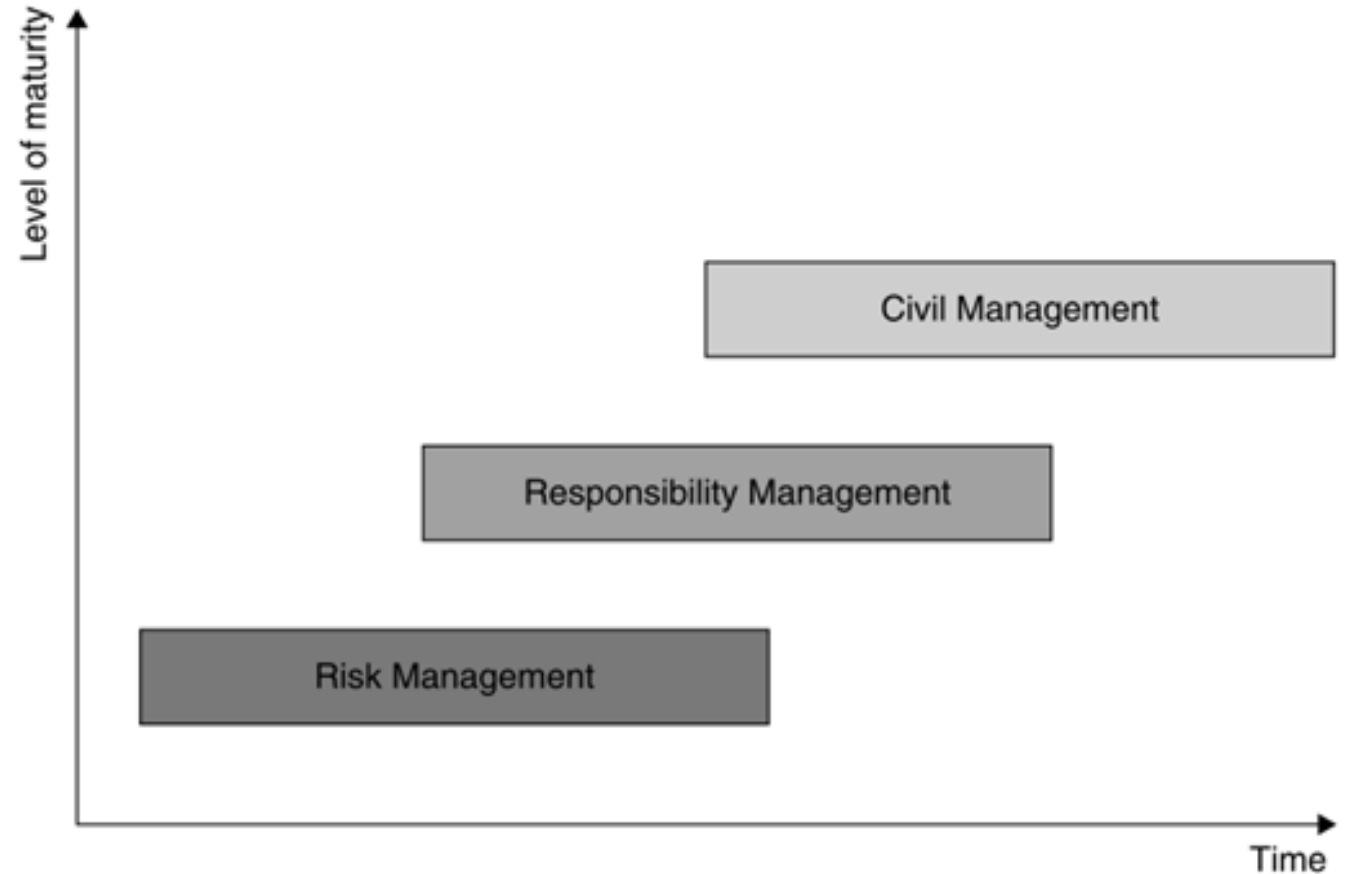 Level of maturity
Civil Management
Responsibility Management
Risk Management
Time